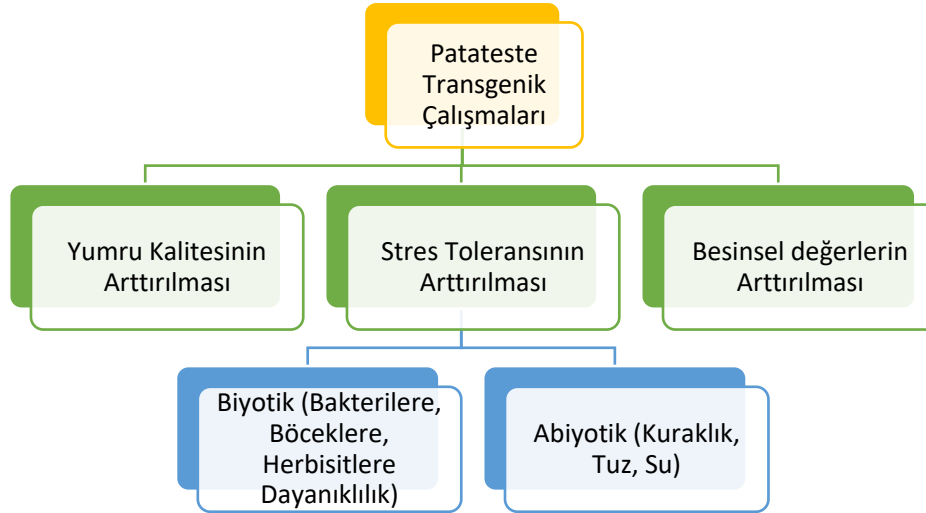 Patateste
Transgenik
Çalışmaları
Yumru Kalitesinin
Arttırılması
Stres Toleransının
Arttırılması
Besinsel değerlerin
Arttırılması
Biyotik (Bakterilere,
Böceklere,
Herbisitlere
Dayanıklılık)
Abiyotik (Kuraklık,
Tuz, Su)